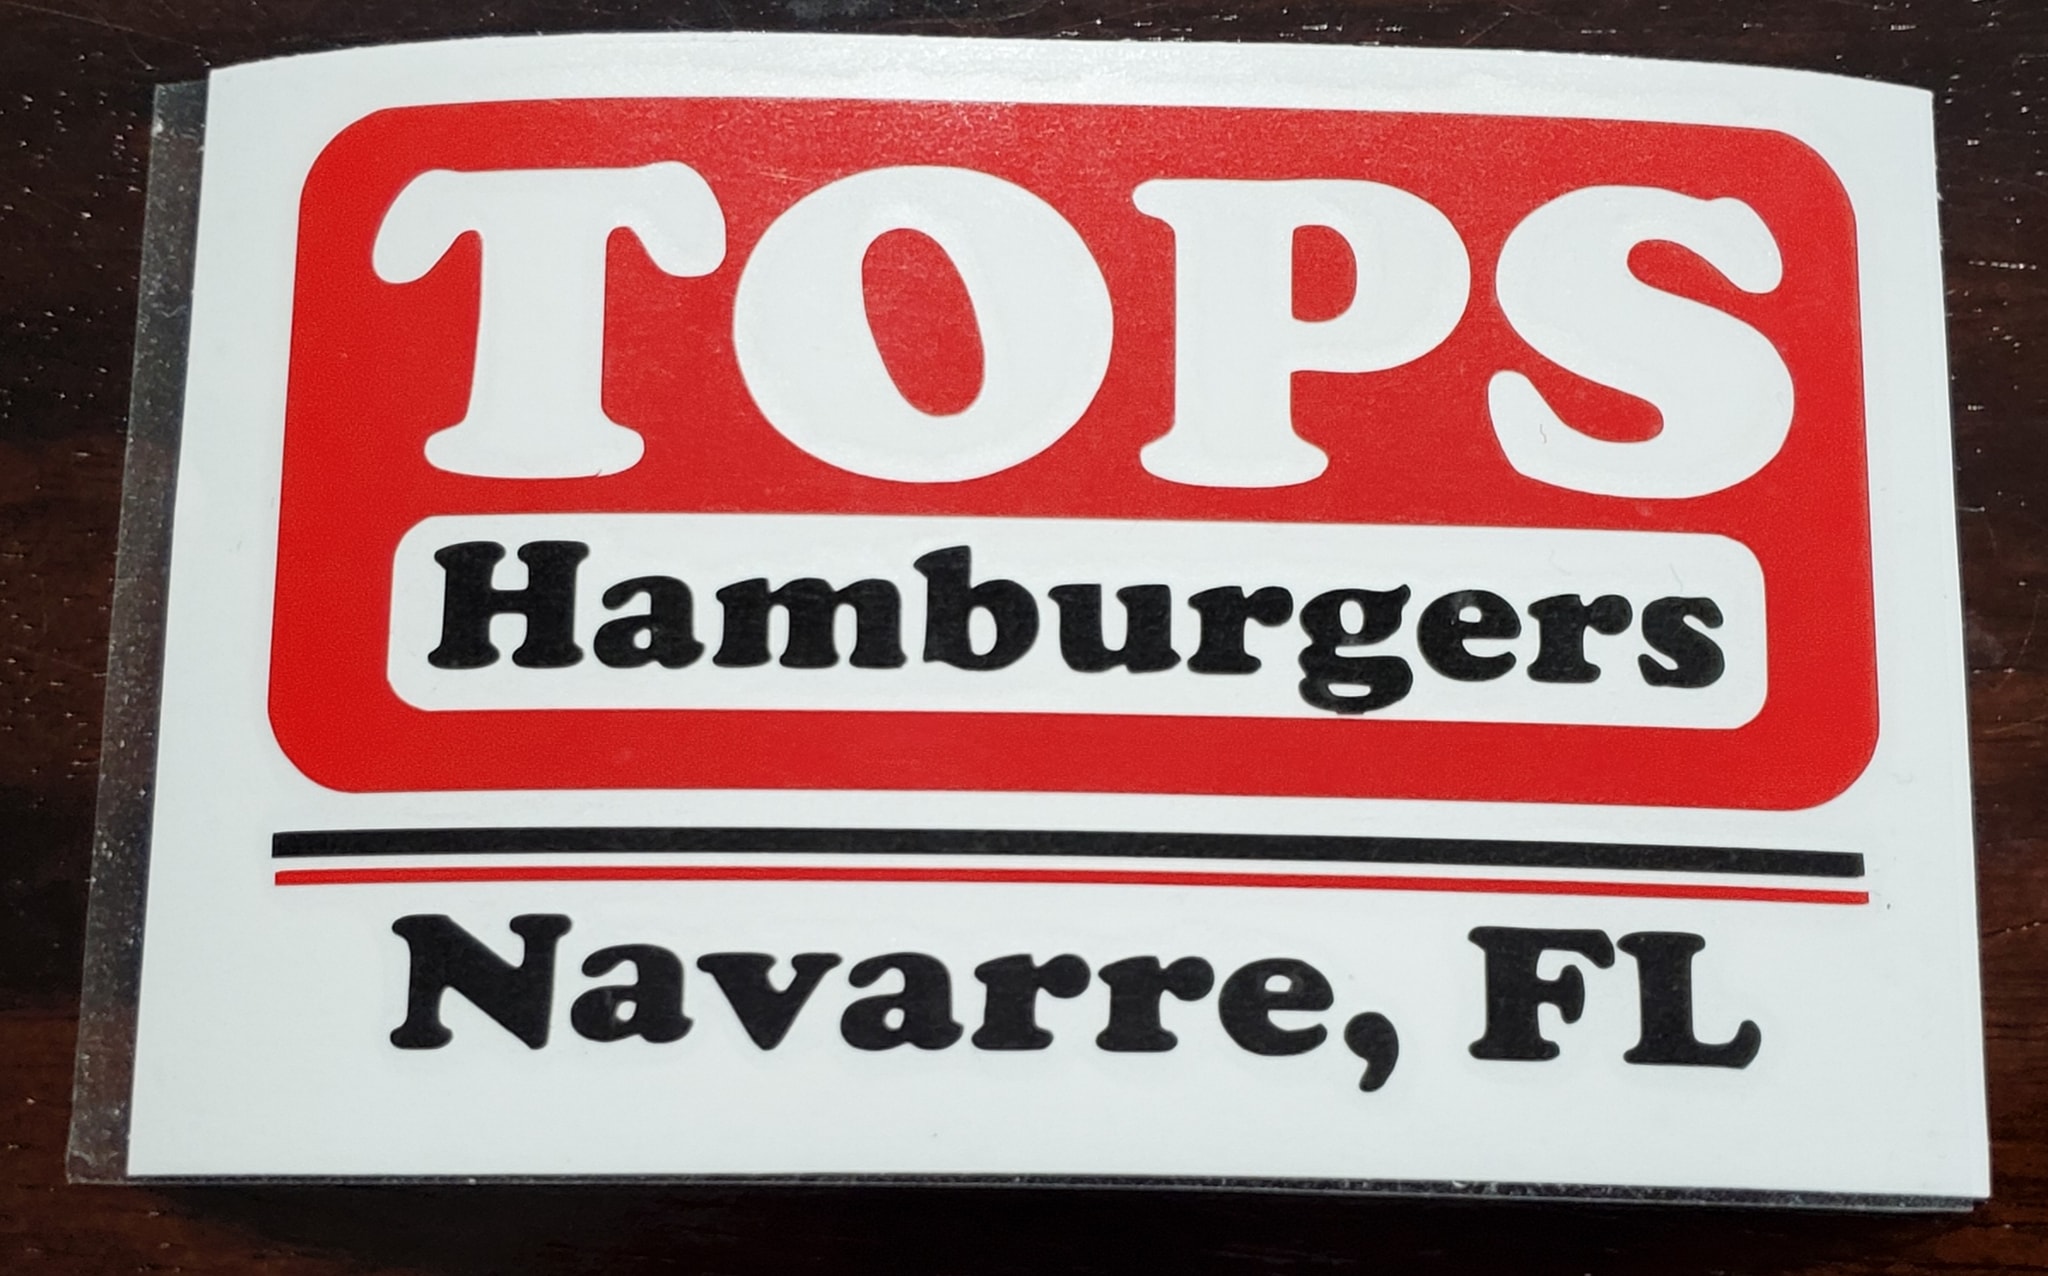 TOPS
Hamburgers
Navarre, FL